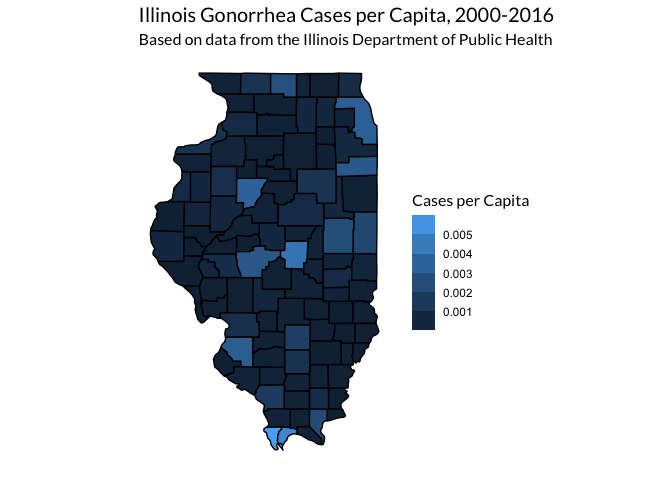 Illinois Gonorrhea Cases per Capita, 2000-2016
Based on data from the Illinois Department of Public Health
Cases per Capita
0.005
0.004
0.003
0.002
0.001